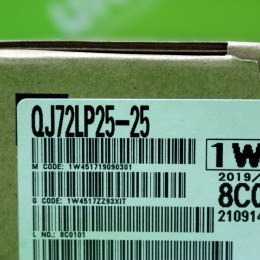 QJ72LP25-25
M CODE: 1W451719090301
1W
2019/
8C0
G CODE: 1W4517ZZ93XIT
210914
L NO.: 8C0101